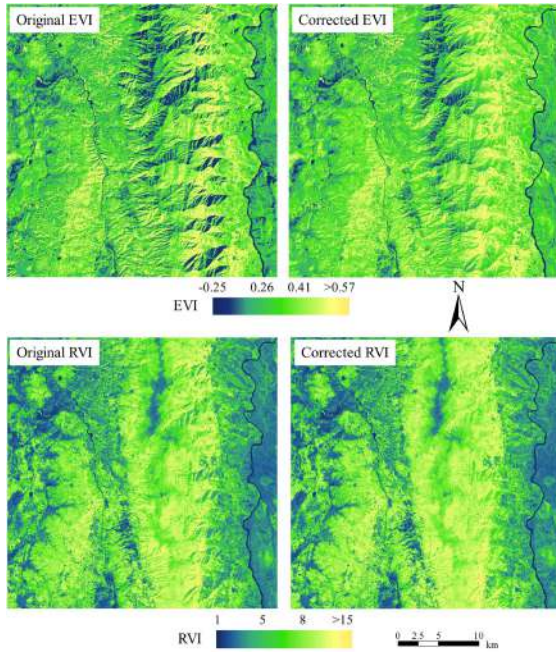 Original EVI
Corrected EVI
-0.25 0.26 0.41 >0.57
EVI
N
Original RVI
Corrected RVI
1 5 8 >15
RVI
0 2.5 5 10
km